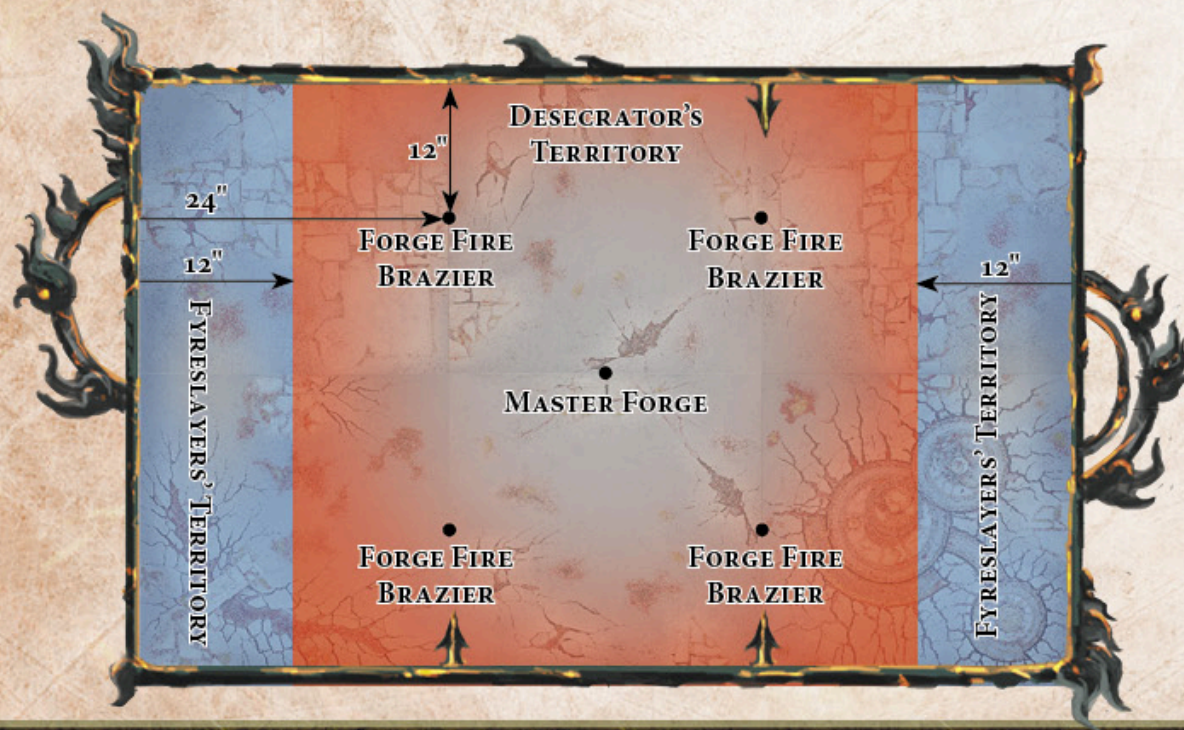 Desecrator's
Territory
12"
24"
Forge Fire
Brazier
Forge Fire
Brazier
12"
12"
Fyreslayers' Territory
Fyreslayers' Territory
Master Forge
Forge Fire
Brazier
Forge Fire
Brazier